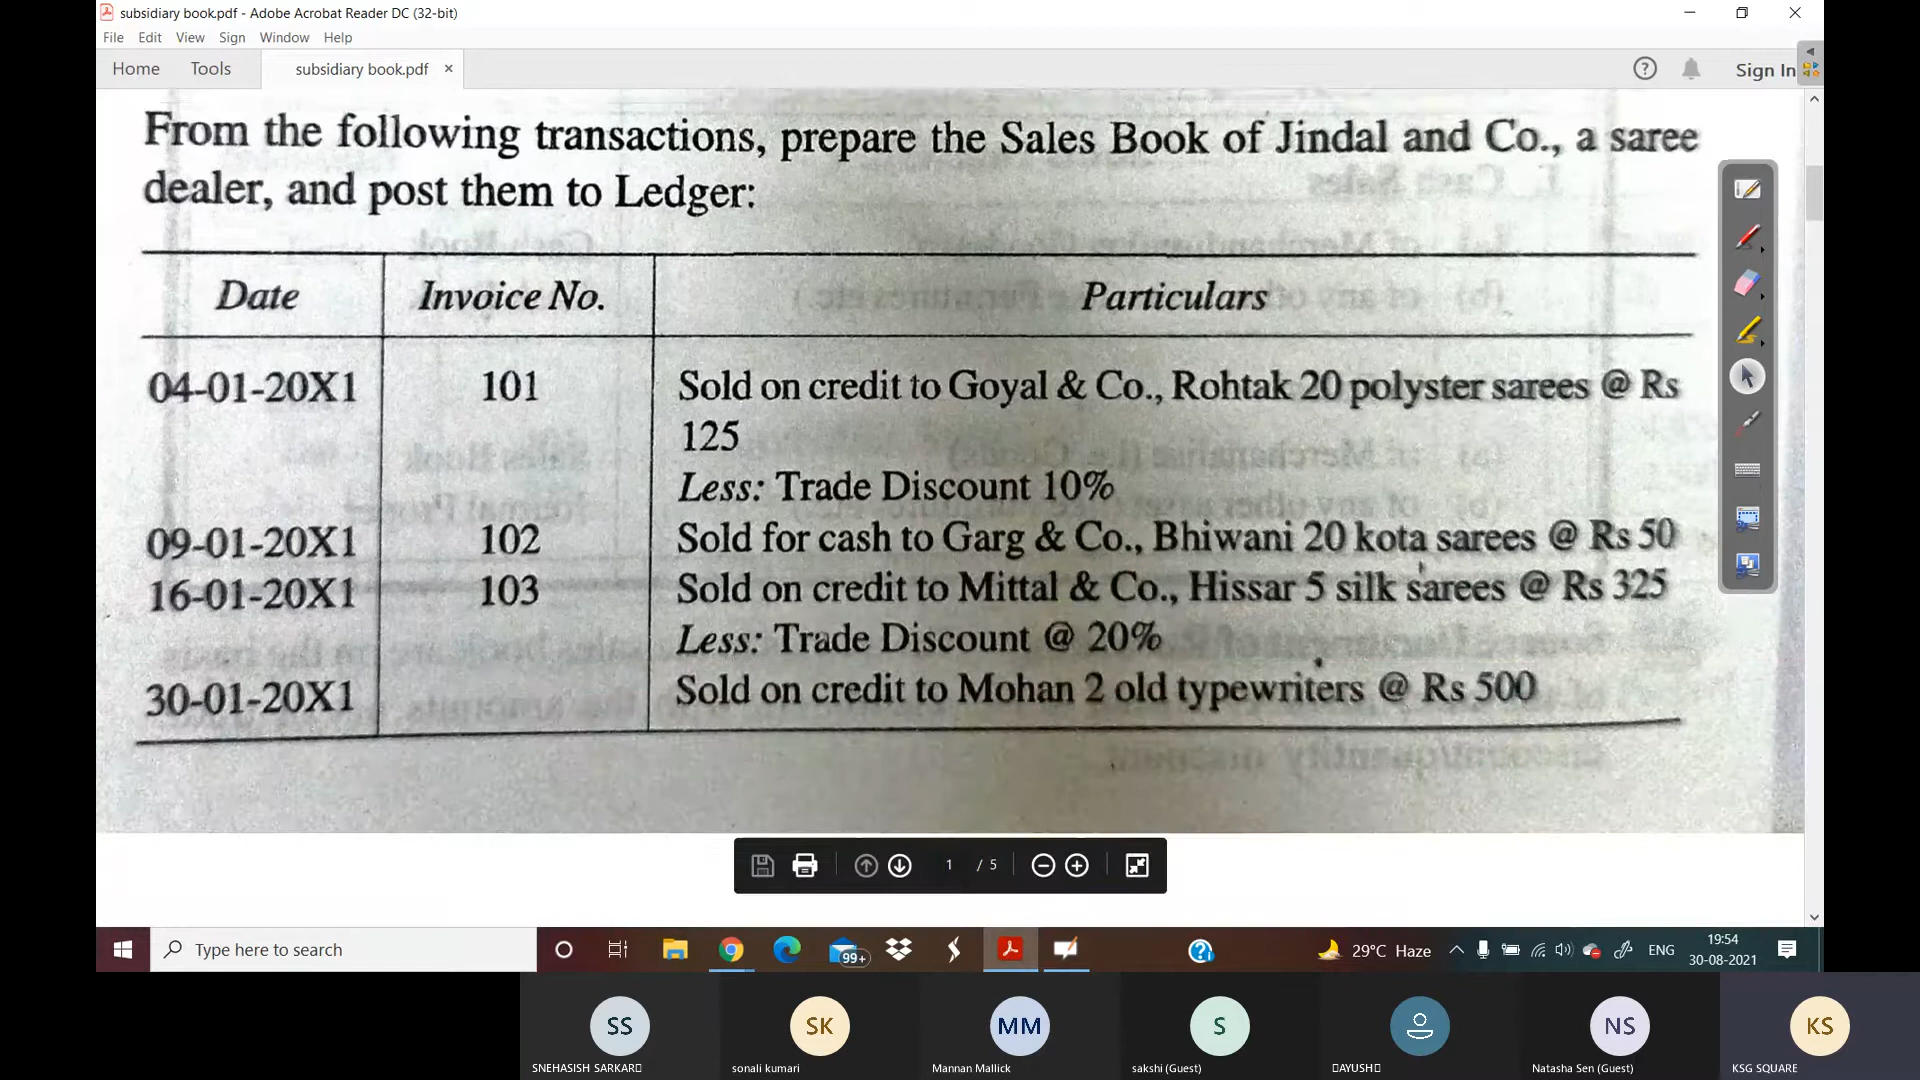 subsidiary book.pdf - Adobe Acrobat Reader DC (32-bit)
File Edit View Sign Window Help
Home Tools subsidiary book.pdf × Sign In
From the following transactions, prepare the Sales Book of Jindal and Co., a saree
dealer, and post them to Ledger:
Date Invoice No. Particulars
04-01-20X1 101 Sold on credit to Goyal & Co., Rohtak 20 polyster sarees @ Rs
125
Less: Trade Discount 10%
09-01-20X1 102 Sold for cash to Garg & Co., Bhiwani 20 kota sarees @ Rs 50
16-01-20X1 103 Sold on credit to Mittal & Co., Hissar 5 silk sarees @ Rs 325
Less: Trade Discount @ 20%
30-01-20X1 Sold on credit to Mohan 2 old typewriters @ Rs 500
1 / 5
Type here to search 99+ 29°C Haze ENG 19:54
30-08-2021
SS SK MM S NS KS
SNEHASISH SARKAR sonali kumari Mannan Mallick sakshi (Guest) AYUSH Natasha Sen (Guest) KSG SQUARE